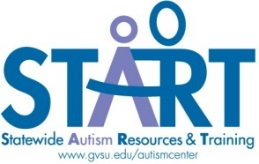 START
Statewide Autism Resources & Training
www.gvsu.edu/autismcenter